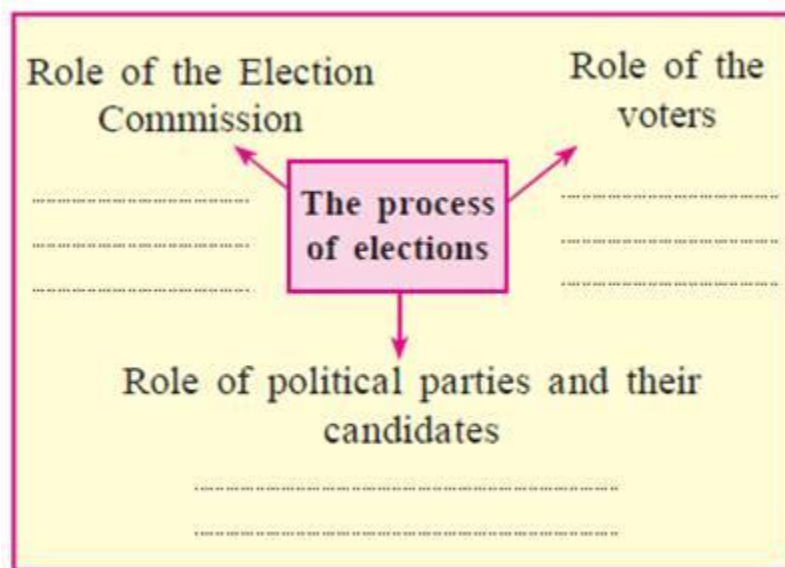 Role of the Election
Commission
Role of the
voters
The process
of elections
Role of political parties and their
candidates